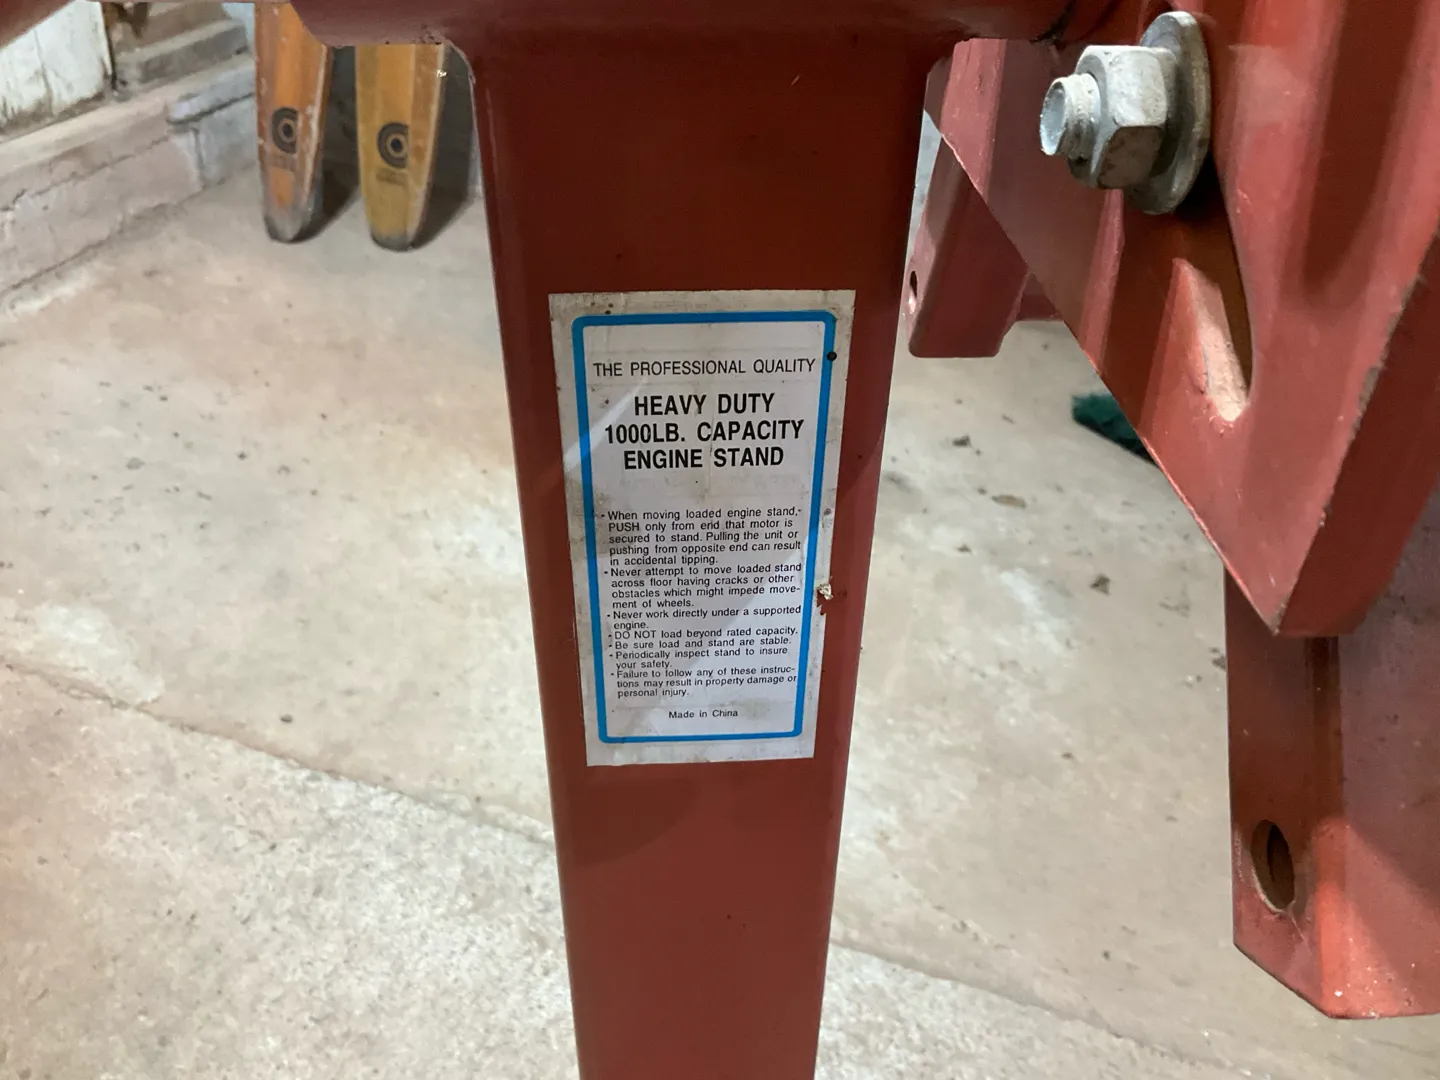 THE PROFESSIONAL QUALITY
HEAVY DUTY
1000LB. CAPACITY
ENGINE STAND
- When moving loaded engine stand,
PUSH only from end that motor is
secured to stand. Pulling the unit or
pushing from opposite end can result
in accidental tipping.
- Never attempt to move loaded stand
across floor having cracks or other
obstacles which might impede move-
ment of wheels.
- Never work directly under a supported
engine.
- DO NOT load beyond rated capacity.
- Be sure load and stand are stable.
- Periodically inspect stand to insure
your safety.
- Failure to follow any of these instruc-
tions may result in property damage or
personal injury.
Made in China